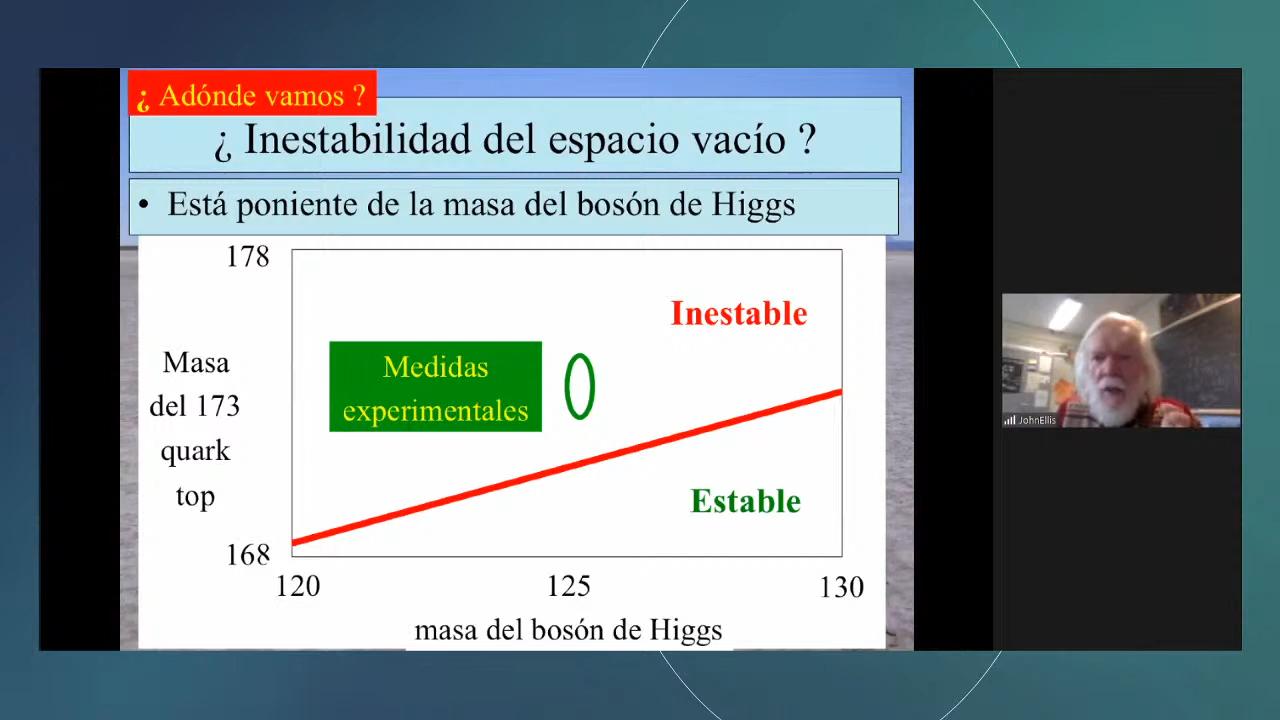 ¿ Adónde vamos ?
¿ Inestabilidad del espacio vacío ?
• Está poniente de la masa del bosón de Higgs
178
Inestable
Masa
del 173
quark
top
Medidas
experimentales
Estable
168
120
125
130
masa del bosón de Higgs
JohnEllis